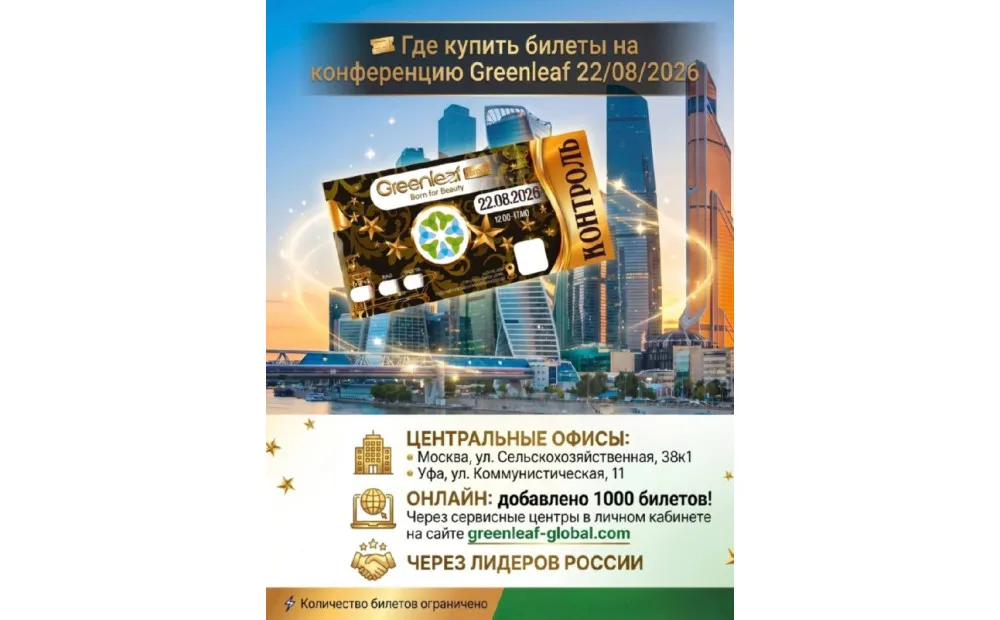 Где купить билеты на
конференцию Greenleaf 22/08/2026
Greenleaf
Born for Beauty
22.08.2026
КОНТРОЛЬ
ЦЕНТРАЛЬНЫЕ ОФИСЫ:
• Москва, ул. Сельскохозяйственная, 38к1
• Уфа, ул. Коммунистическая, 11
ОНЛАЙН: добавлено 1000 билетов!
Через сервисные центры в личном кабинете
на сайте greenleaf-global.com
ЧЕРЕЗ ЛИДЕРОВ РОССИИ
Количество билетов ограничено